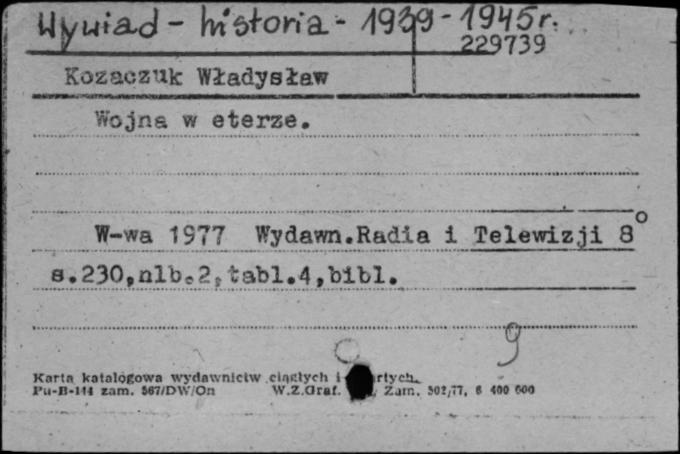 Wywiad - historia - 1939 - 1945 r.
229739
Kozaczuk Władysław
Wojna w eterze.
W-wa 1977 Wydawn.Radia i Telewizji 8°
s.230,nlb.2,tabl.4,bibl.
9
Karta katalogowa wydawnictw ciągłych i
Pu-B-144 zam. 567/DW/On W.Z.Graf. Zam. 302/77, 6 400 000